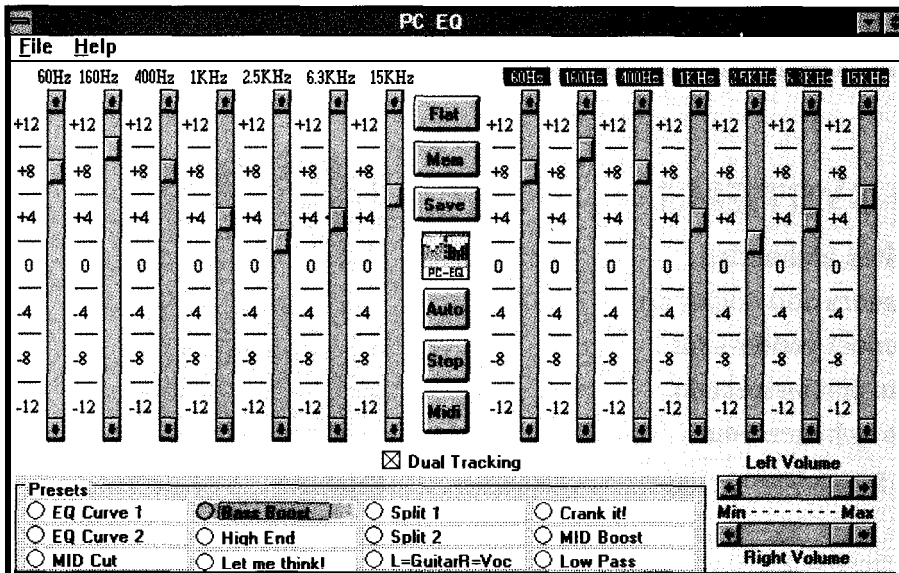 PC EQ
File Help
60Hz 160Hz 400Hz 1KHz 2.5KHz 6.3KHz 15KHz
60Hz 160Hz 400Hz 1KHz 2.5KHz 6.3KHz 15KHz
+12 +12 +12 +12 +12 +12 +12
Flat
+12 +12 +12 +12 +12 +12 +12
+8 +8 +8 +8 +8 +8 +8
Mem
+8 +8 +8 +8 +8 +8 +8
+4 +4 +4 +4 +4 +4 +4
Save
+4 +4 +4 +4 +4 +4 +4
0 0 0 0 0 0 0
PC-EQ
0 0 0 0 0 0 0
-4 -4 -4 -4 -4 -4 -4
Auto
-4 -4 -4 -4 -4 -4 -4
-8 -8 -8 -8 -8 -8 -8
Stop
-8 -8 -8 -8 -8 -8 -8
-12 -12 -12 -12 -12 -12 -12
Midi
-12 -12 -12 -12 -12 -12 -12
Dual Tracking
Left Volume
Min - - - - - - - - Max
Right Volume
Presets
EQ Curve 1 Bass Boost Split 1 Crank it!
EQ Curve 2 High End Split 2 MID Boost
MID Cut Let me think! L=GuitarR=Voc Low Pass